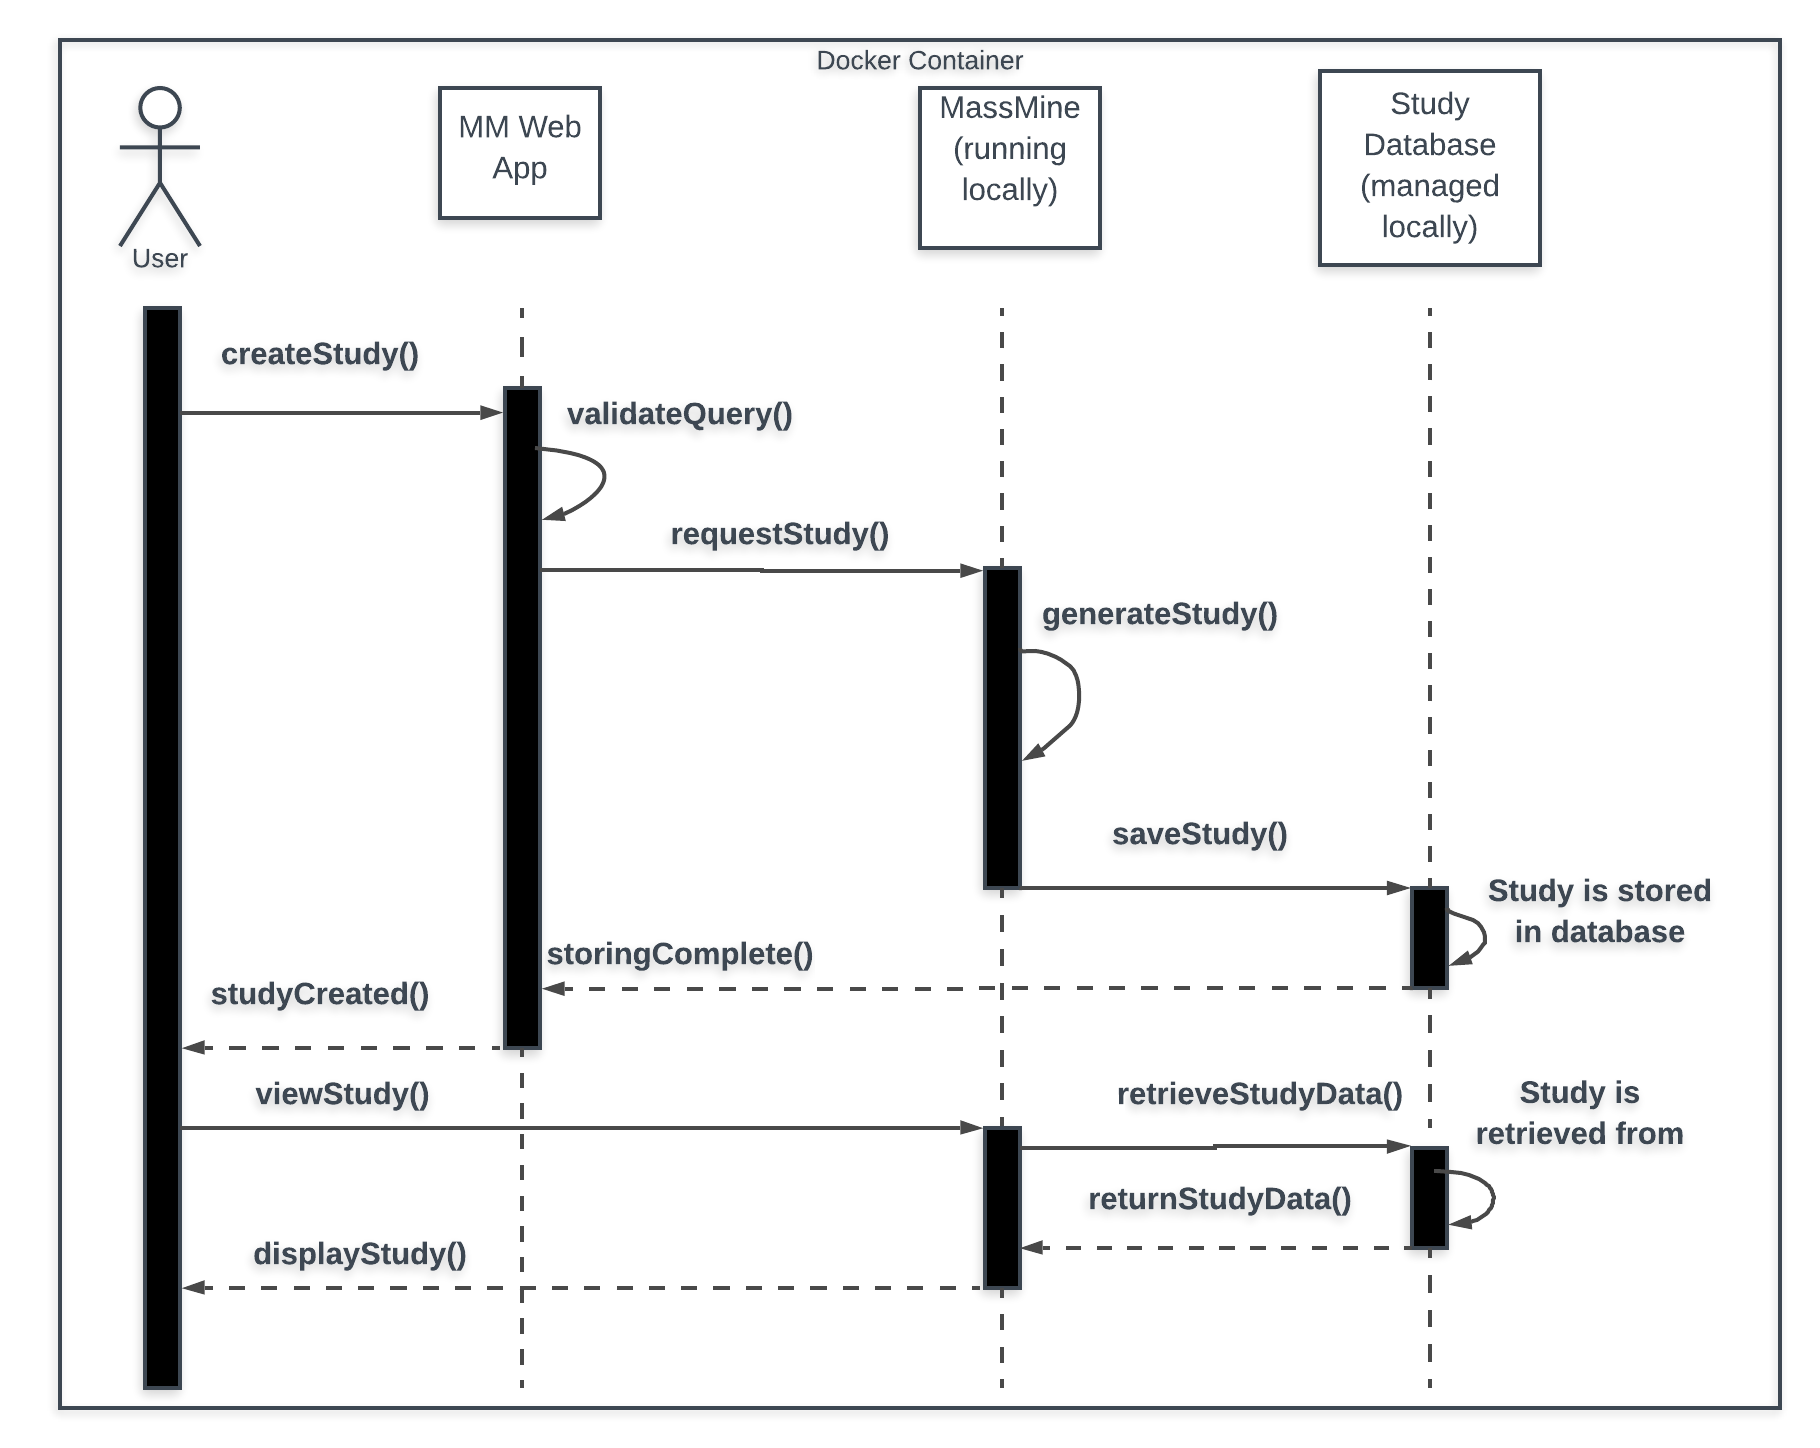 Docker Container
User
MM Web
App
MassMine
(running
locally)
Study
Database
(managed
locally)
createStudy()
validateQuery()
requestStudy()
generateStudy()
saveStudy()
Study is stored
in database
storingComplete()
studyCreated()
viewStudy()
retrieveStudyData()
Study is
retrieved from
returnStudyData()
displayStudy()